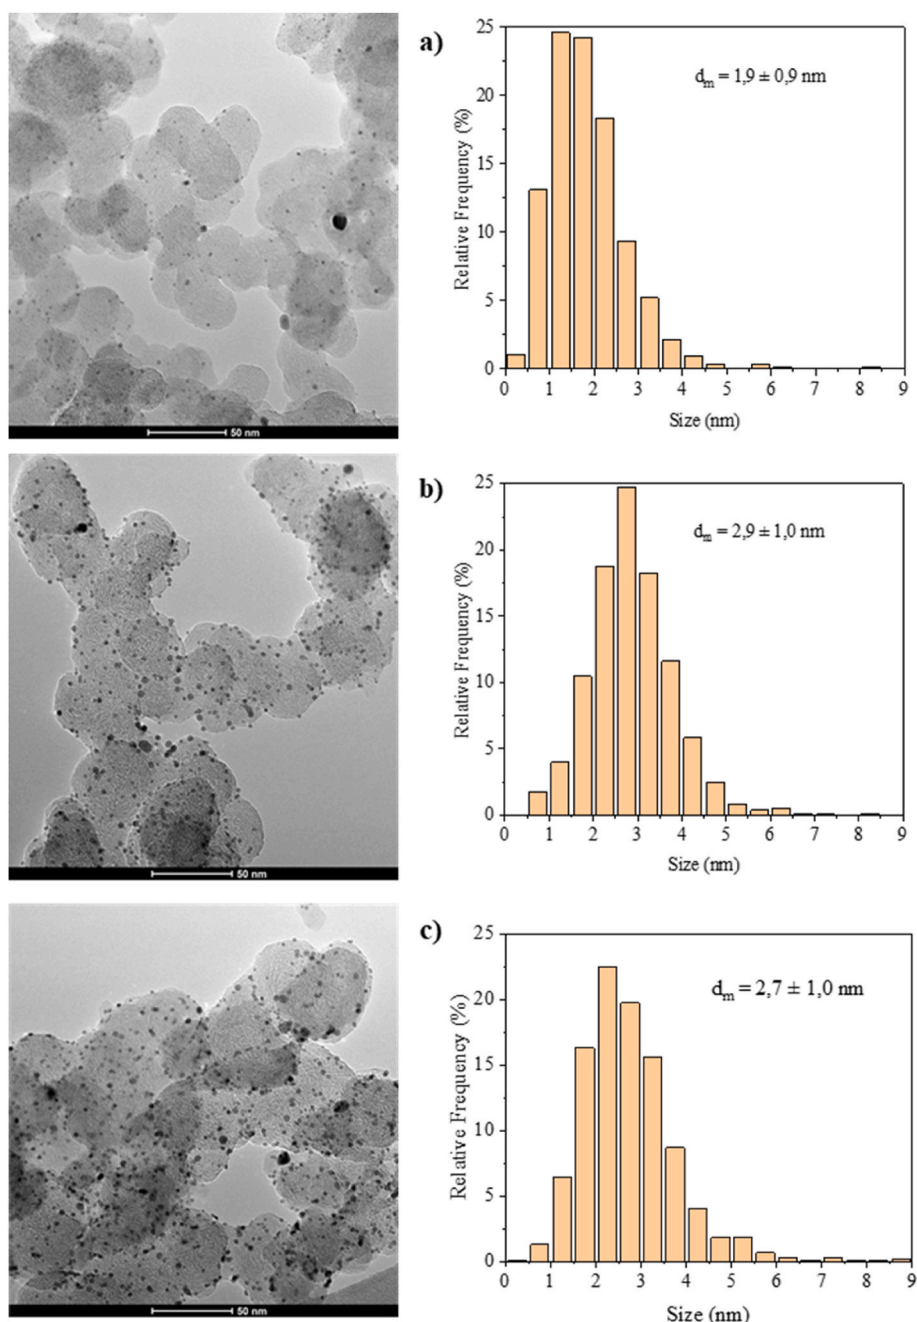 a)
25
20
15
10
5
0
Relative Frequency (%)
dₘ = 1,9 ± 0,9 nm
0 1 2 3 4 5 6 7 8 9
Size (nm)
50 nm
b)
25
20
15
10
5
0
Relative Frequency (%)
dₘ = 2,9 ± 1,0 nm
0 1 2 3 4 5 6 7 8 9
Size (nm)
50 nm
c)
25
20
15
10
5
0
Relative Frequency (%)
dₘ = 2,7 ± 1,0 nm
0 1 2 3 4 5 6 7 8 9
Size (nm)
50 nm